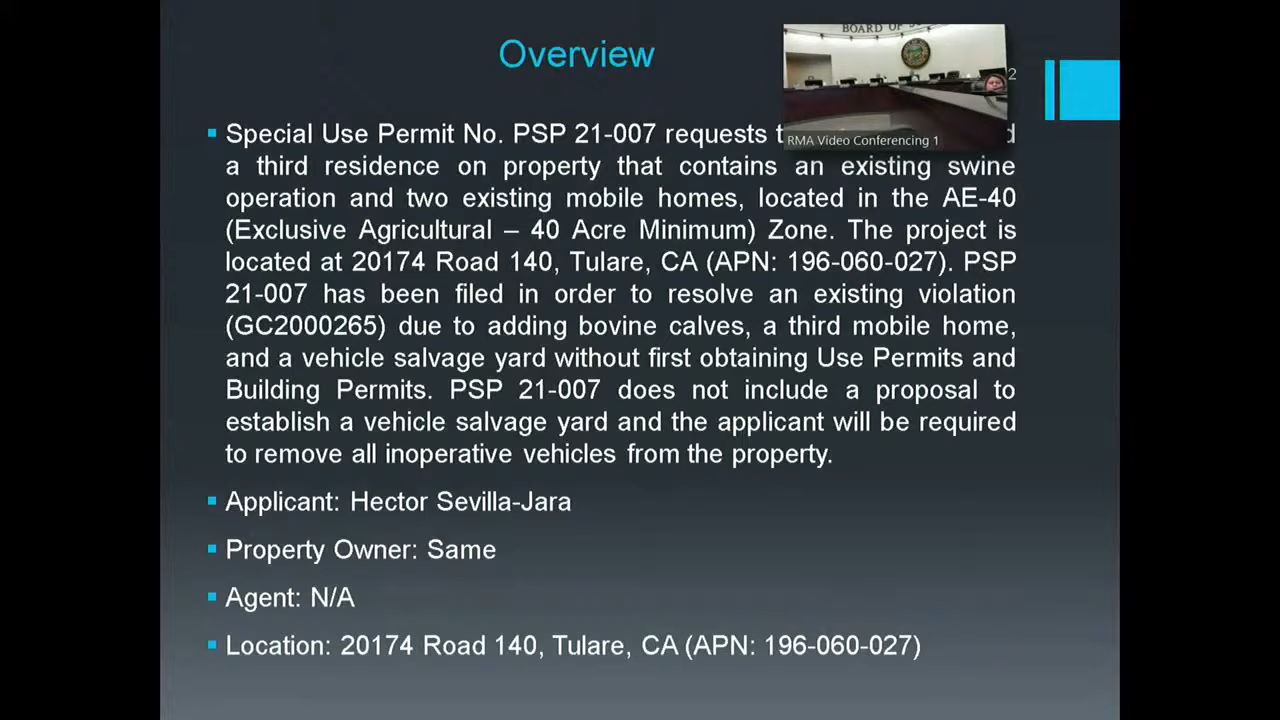 Overview
BOARD OF
2
RMA Video Conferencing 1
Special Use Permit No. PSP 21-007 requests
a third residence on property that contains an existing swine
operation and two existing mobile homes, located in the AE-40
(Exclusive Agricultural – 40 Acre Minimum) Zone. The project is
located at 20174 Road 140, Tulare, CA (APN: 196-060-027). PSP
21-007 has been filed in order to resolve an existing violation
(GC2000265) due to adding bovine calves, a third mobile home,
and a vehicle salvage yard without first obtaining Use Permits and
Building Permits. PSP 21-007 does not include a proposal to
establish a vehicle salvage yard and the applicant will be required
to remove all inoperative vehicles from the property.
Applicant: Hector Sevilla-Jara
Property Owner: Same
Agent: N/A
Location: 20174 Road 140, Tulare, CA (APN: 196-060-027)